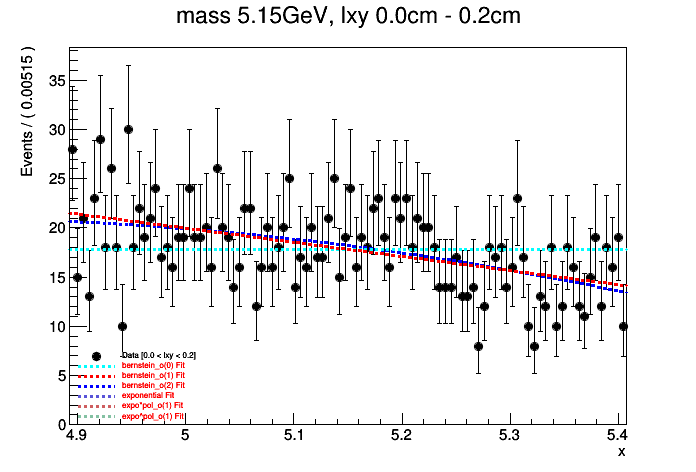 mass 5.15GeV, lxy 0.0cm - 0.2cm
Events / ( 0.00515 )
35
30
25
20
15
10
5
0
Data [0.0 < lxy < 0.2]
bernstein_o(0) Fit
bernstein_o(1) Fit
bernstein_o(2) Fit
exponential Fit
expo*pol_o(1) Fit
expo*pol_o(1) Fit
4.9 5 5.1 5.2 5.3 5.4
x